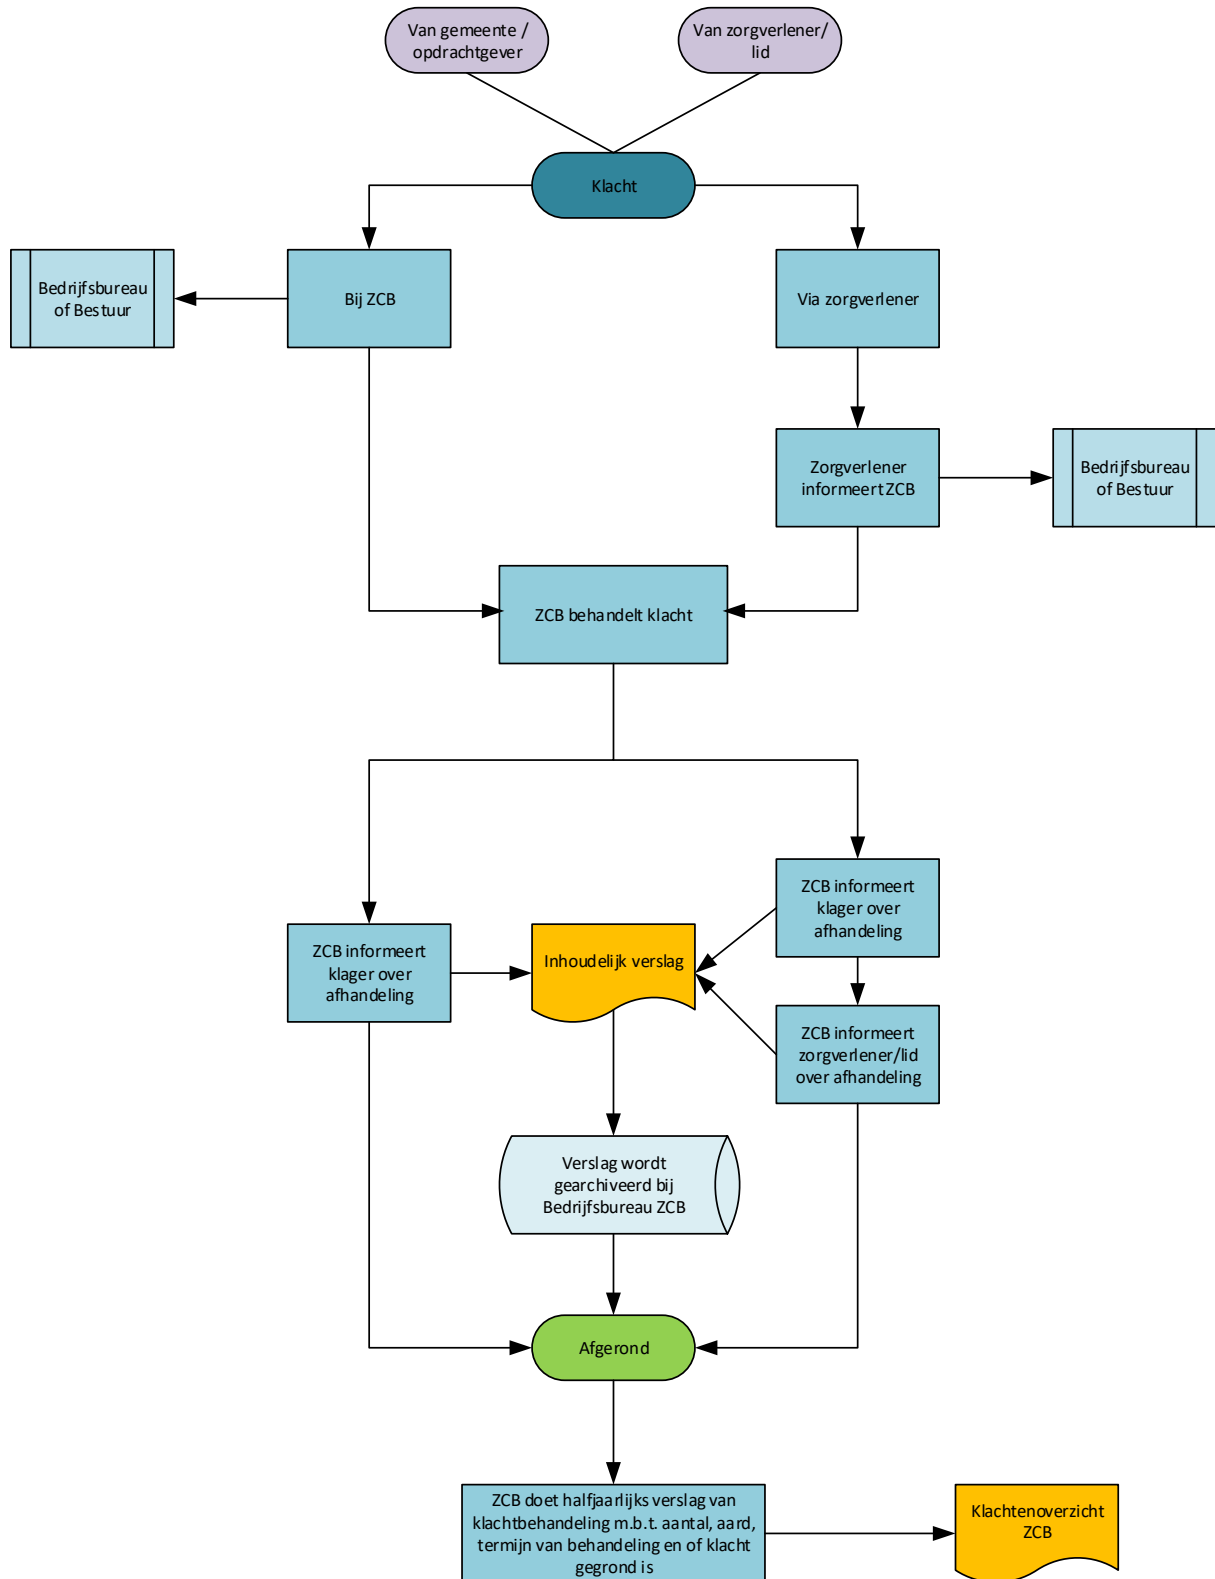 Van gemeente /
opdrachtgever
Van zorgverlener/
lid
Klacht
Bedrijfsbureau
of Bestuur
Bij ZCB
Via zorgverlener
Zorgverlener
informeert ZCB
Bedrijfsbureau
of Bestuur
ZCB behandelt klacht
ZCB informeert
klager over
afhandeling
ZCB informeert
klager over
afhandeling
Inhoudelijk verslag
ZCB informeert
zorgverlener/lid
over afhandeling
Verslag wordt
gearchiveerd bij
Bedrijfsbureau ZCB
Afgerond
ZCB doet halfjaarlijks verslag van
klachtbehandeling m.b.t. aantal, aard,
termijn van behandeling en of klacht
gegrond is
Klachtenoverzicht
ZCB